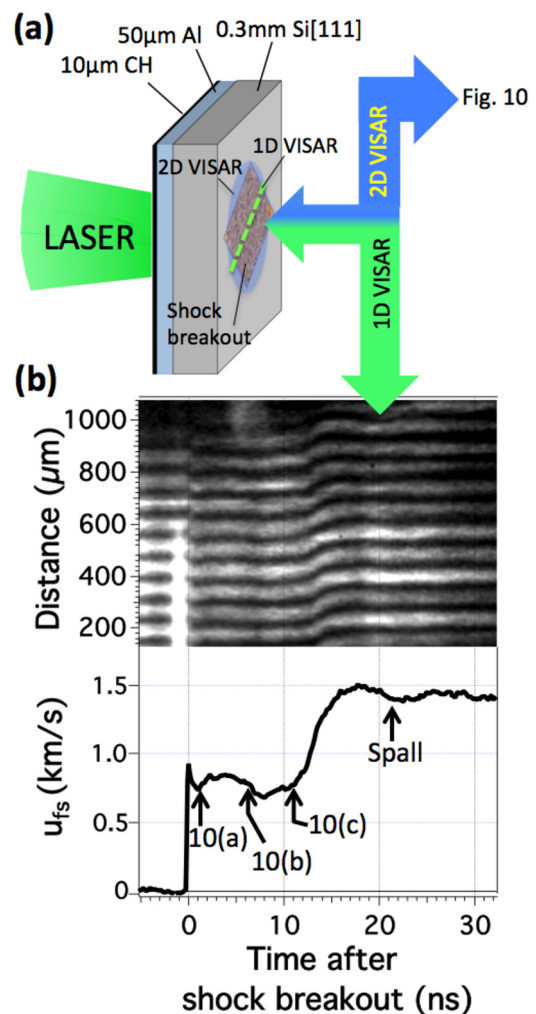 (a)
50μm Al
0.3mm Si[111]
10μm CH
Fig. 10
1D VISAR
2D VISAR
2D VISAR
LASER
1D VISAR
Shock
breakout
(b)
Distance (μm)
1000
800
600
400
200
u_fs (km/s)
1.5
1.0
0.5
0
Spall
10(a)
10(b)
10(c)
0
10
20
30
Time after
shock breakout (ns)